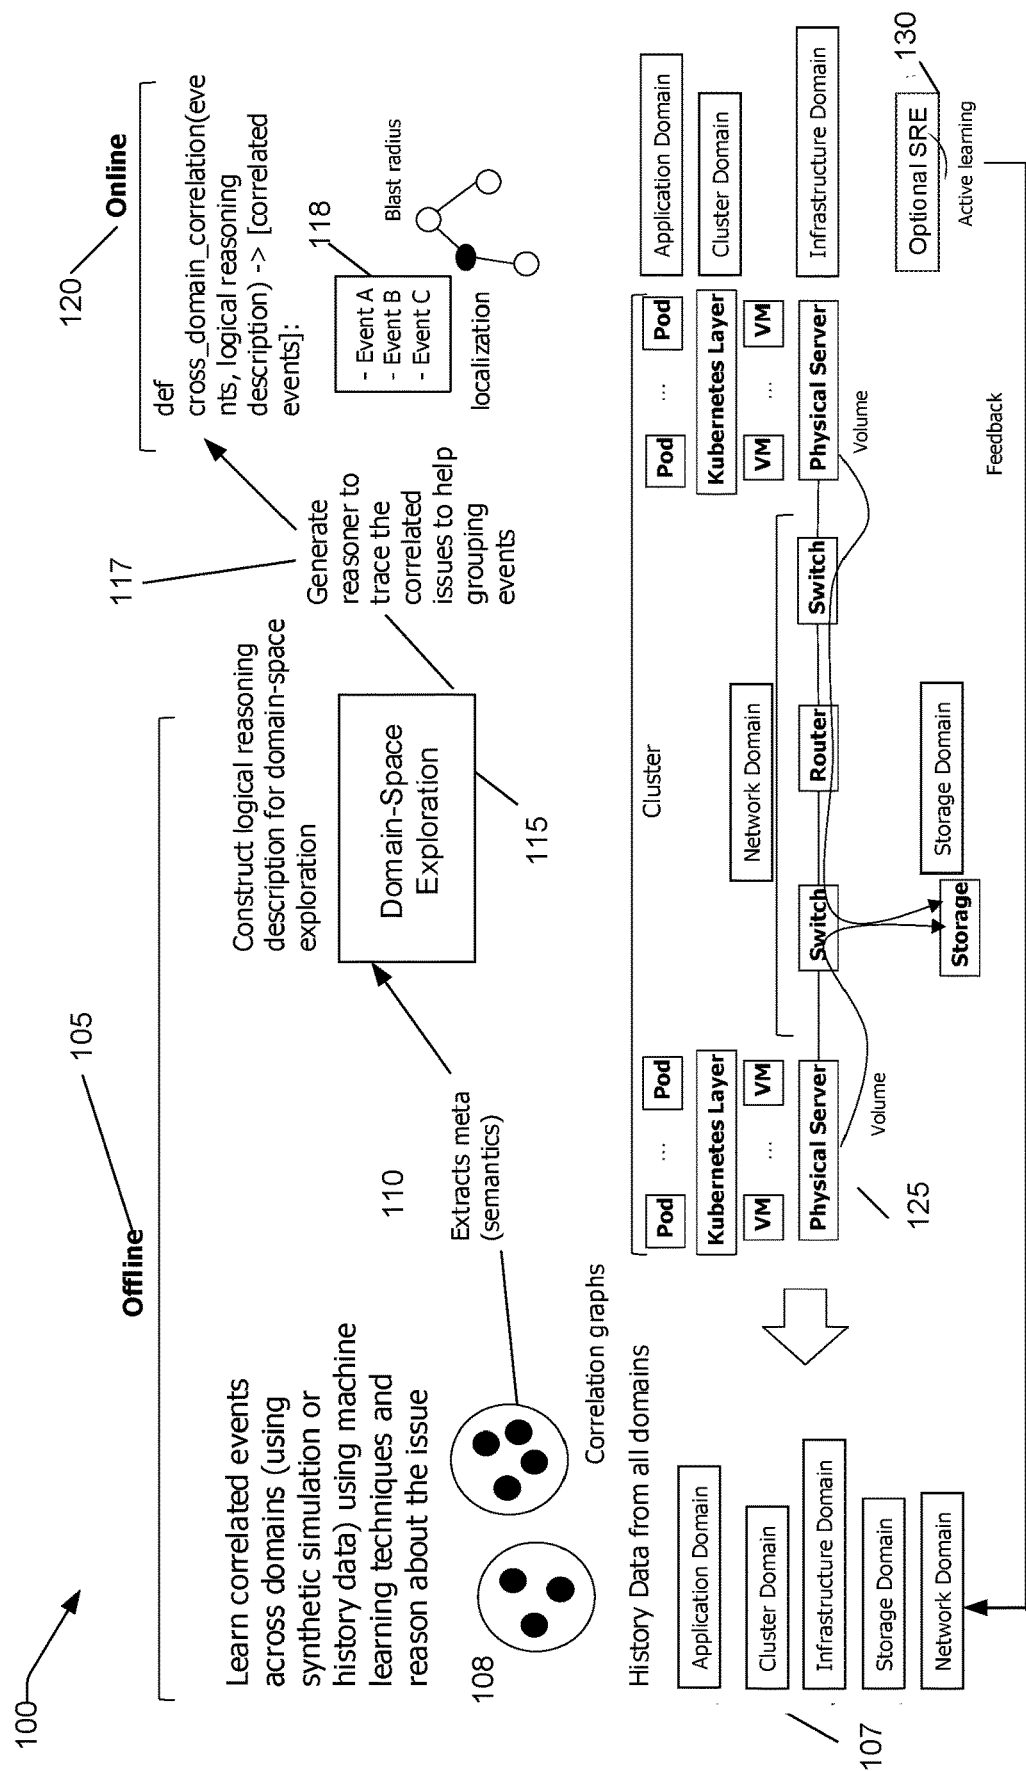 100
Offline
105
Online
120
Learn correlated events
across domains (using
synthetic simulation or
history data) using machine
learning techniques and
reason about the issue
108
Correlation graphs
110
Extracts meta
(semantics)
Construct logical reasoning
description for domain-space
exploration
Domain-Space
Exploration
115
117
Generate
reasoner to
trace the
correlated
issues to help
grouping
events
def
cross_domain_correlation(eve
nts, logical reasoning
description) -> [correlated
events]:
118
- Event A
- Event B
- Event C
Blast radius
localization
History Data from all domains
Application Domain
Cluster Domain
Infrastructure Domain
Storage Domain
Network Domain
107
Cluster
Pod ... Pod
Kubernetes Layer
VM ... VM
Physical Server
Volume
125
Network Domain
Switch
Router
Switch
Storage
Storage Domain
Pod ... Pod
Kubernetes Layer
VM ... VM
Physical Server
Volume
Application Domain
Cluster Domain
Infrastructure Domain
Optional SRE
130
Active learning
Feedback